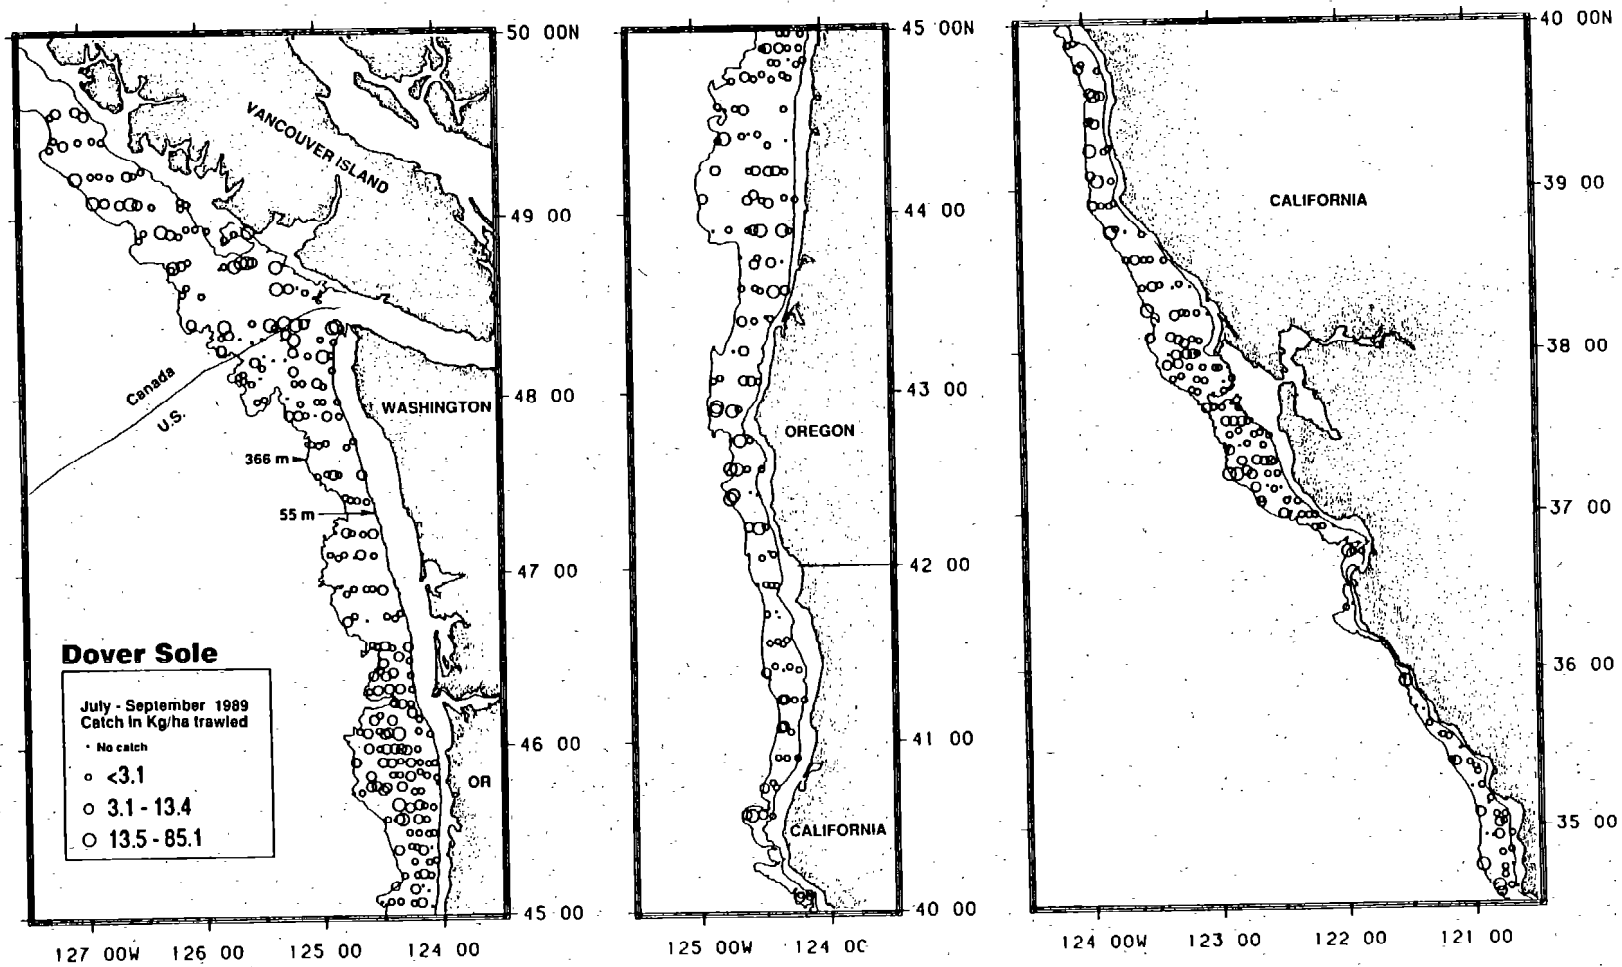 50 00N
VANCOUVER ISLAND
49 00
Canada
U.S.
48 00
WASHINGTON
366 m
55 m
47 00
Dover Sole
July - September 1989
Catch in Kg/ha trawled
No catch
<3.1
3.1 - 13.4
13.5 - 85.1
46 00
OR
45 00
127 00W 126 00 125 00 124 00
45 00N
44 00
43 00
OREGON
42 00
41 00
CALIFORNIA
40 00
125 00W 124 0C
40 00N
39 00
CALIFORNIA
38 00
37 00
36 00
35 00
124 00W 123 00 122 00 121 00